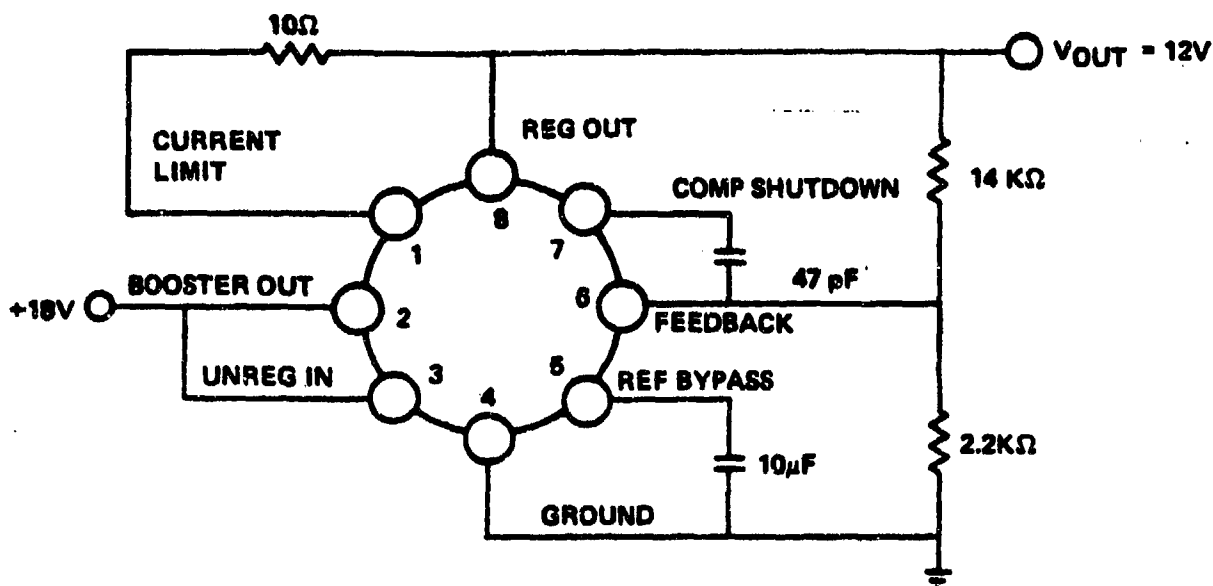 10Ω
V_OUT = 12V
CURRENT
LIMIT
REG OUT
COMP SHUTDOWN
14 KΩ
8
7
1
47 pF
BOOSTER OUT
+18V
2
6
FEEDBACK
UNREG IN
3
5
REF BYPASS
4
10μF
2.2KΩ
GROUND